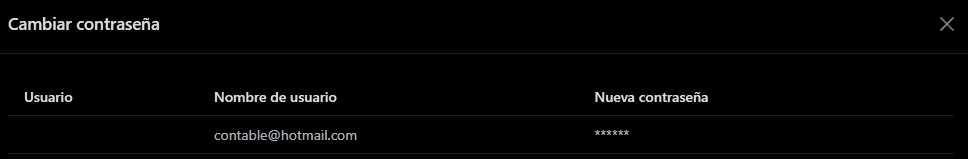 Cambiar contraseña
Usuario Nombre de usuario Nueva contraseña
contable@hotmail.com ******